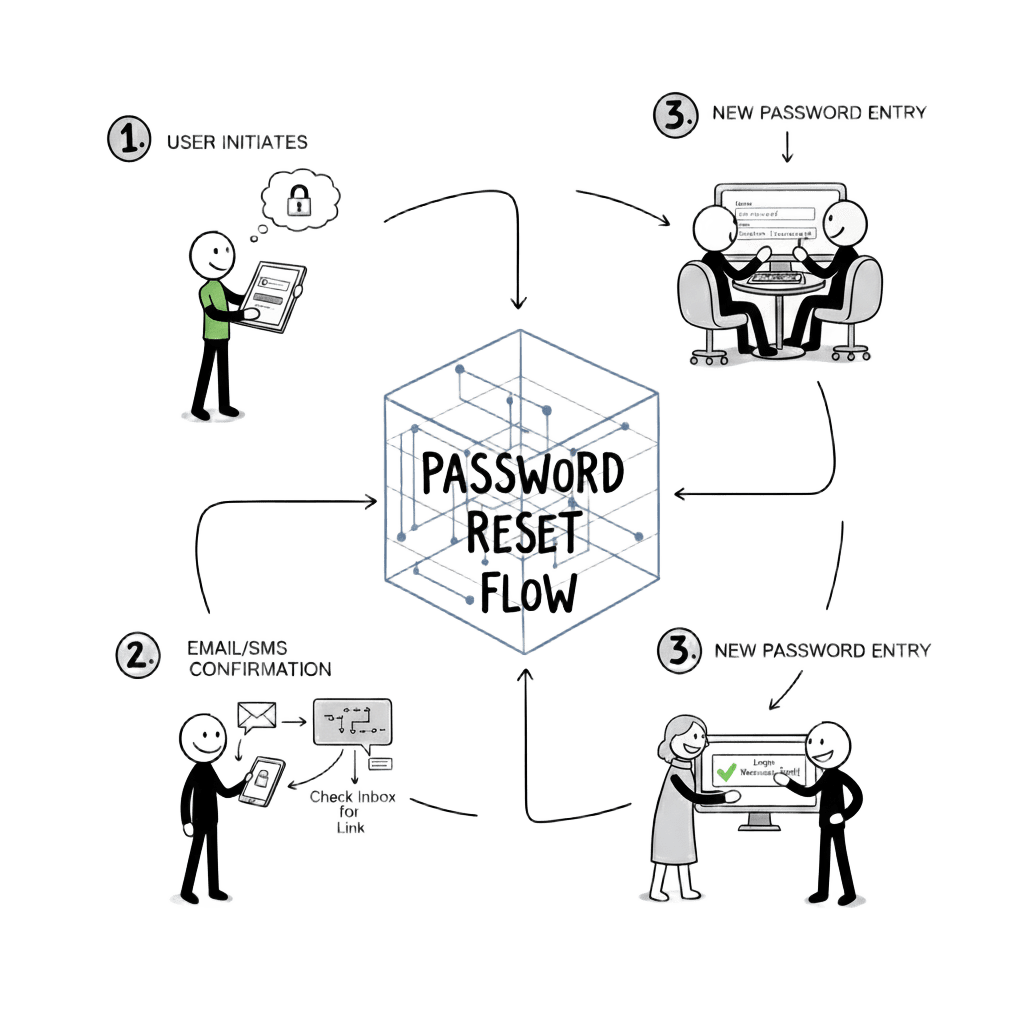 1. USER INITIATES
3. NEW PASSWORD ENTRY
PASSWORD
RESET
FLOW
2. EMAIL/SMS
CONFIRMATION
Check Inbox
for
Link
3. NEW PASSWORD ENTRY
Login